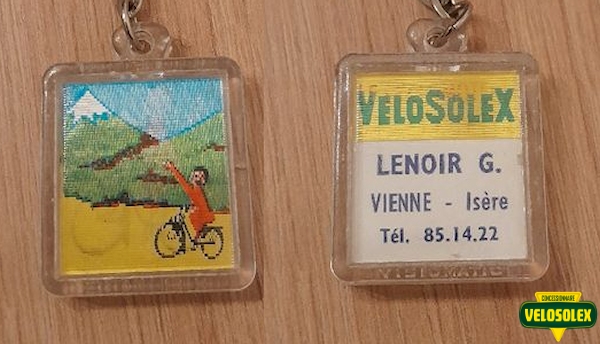 VELOSOLEX
LENOIR G.
VIENNE - Isère
Tél. 85.14.22
CONCESSIONNAIRE
VELOSOLEX